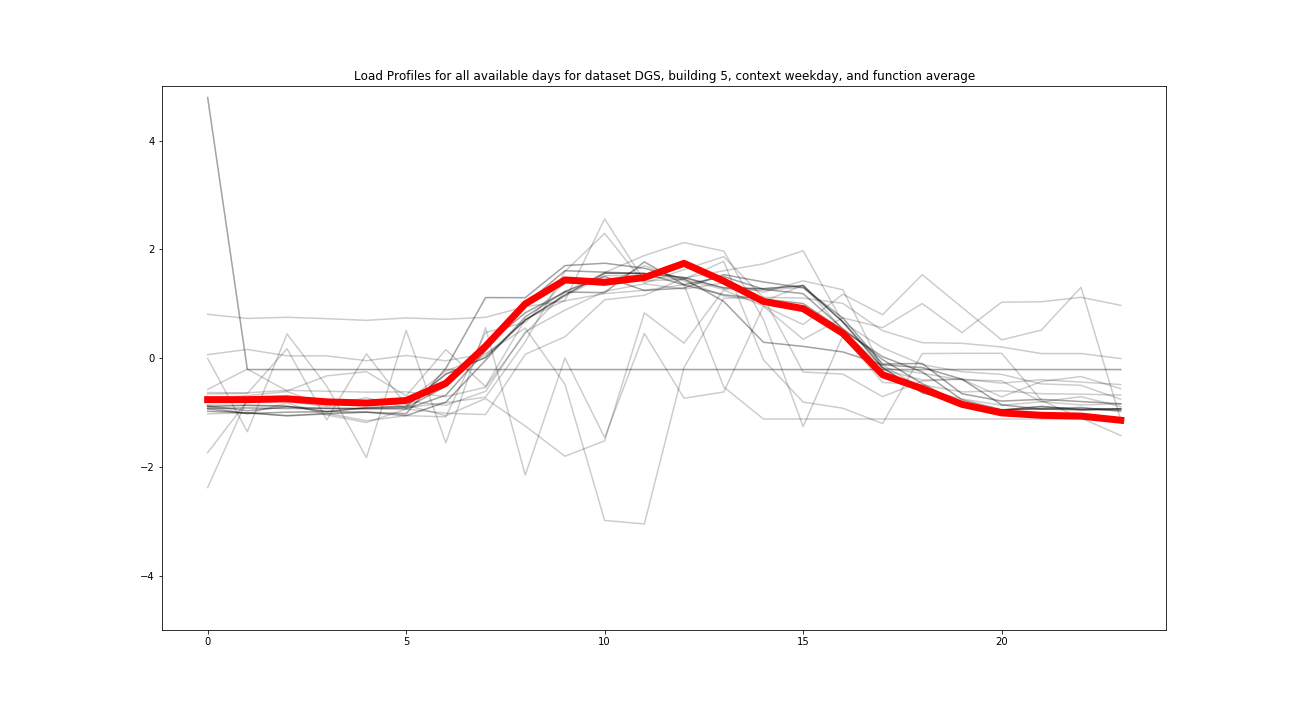 Load Profiles for all available days for dataset DGS, building 5, context weekday, and function average
4
2
0
−2
−4
0 5 10 15 20